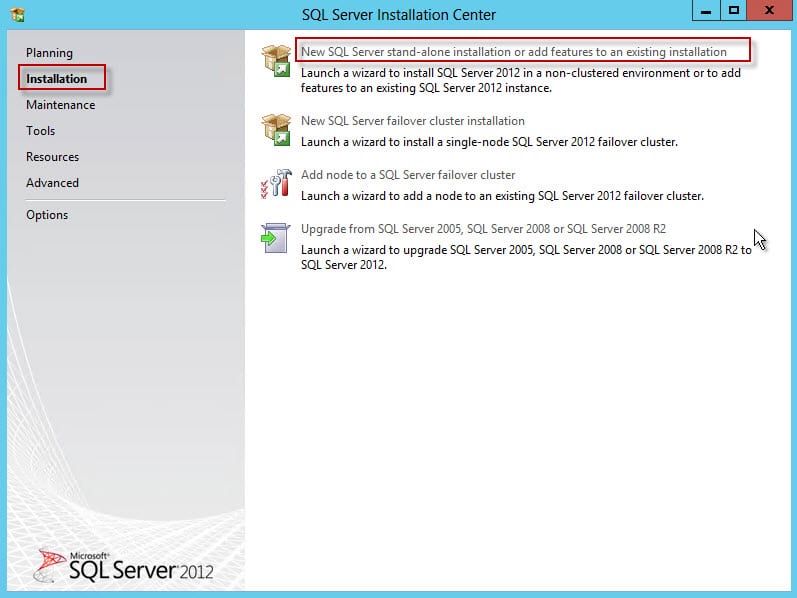 SQL Server Installation Center
Planning
Installation
Maintenance
Tools
Resources
Advanced
Options
New SQL Server stand-alone installation or add features to an existing installation
Launch a wizard to install SQL Server 2012 in a non-clustered environment or to add
features to an existing SQL Server 2012 instance.
New SQL Server failover cluster installation
Launch a wizard to install a single-node SQL Server 2012 failover cluster.
Add node to a SQL Server failover cluster
Launch a wizard to add a node to an existing SQL Server 2012 failover cluster.
Upgrade from SQL Server 2005, SQL Server 2008 or SQL Server 2008 R2
Launch a wizard to upgrade SQL Server 2005, SQL Server 2008 or SQL Server 2008 R2 to
SQL Server 2012.
Microsoft®
SQL Server® 2012